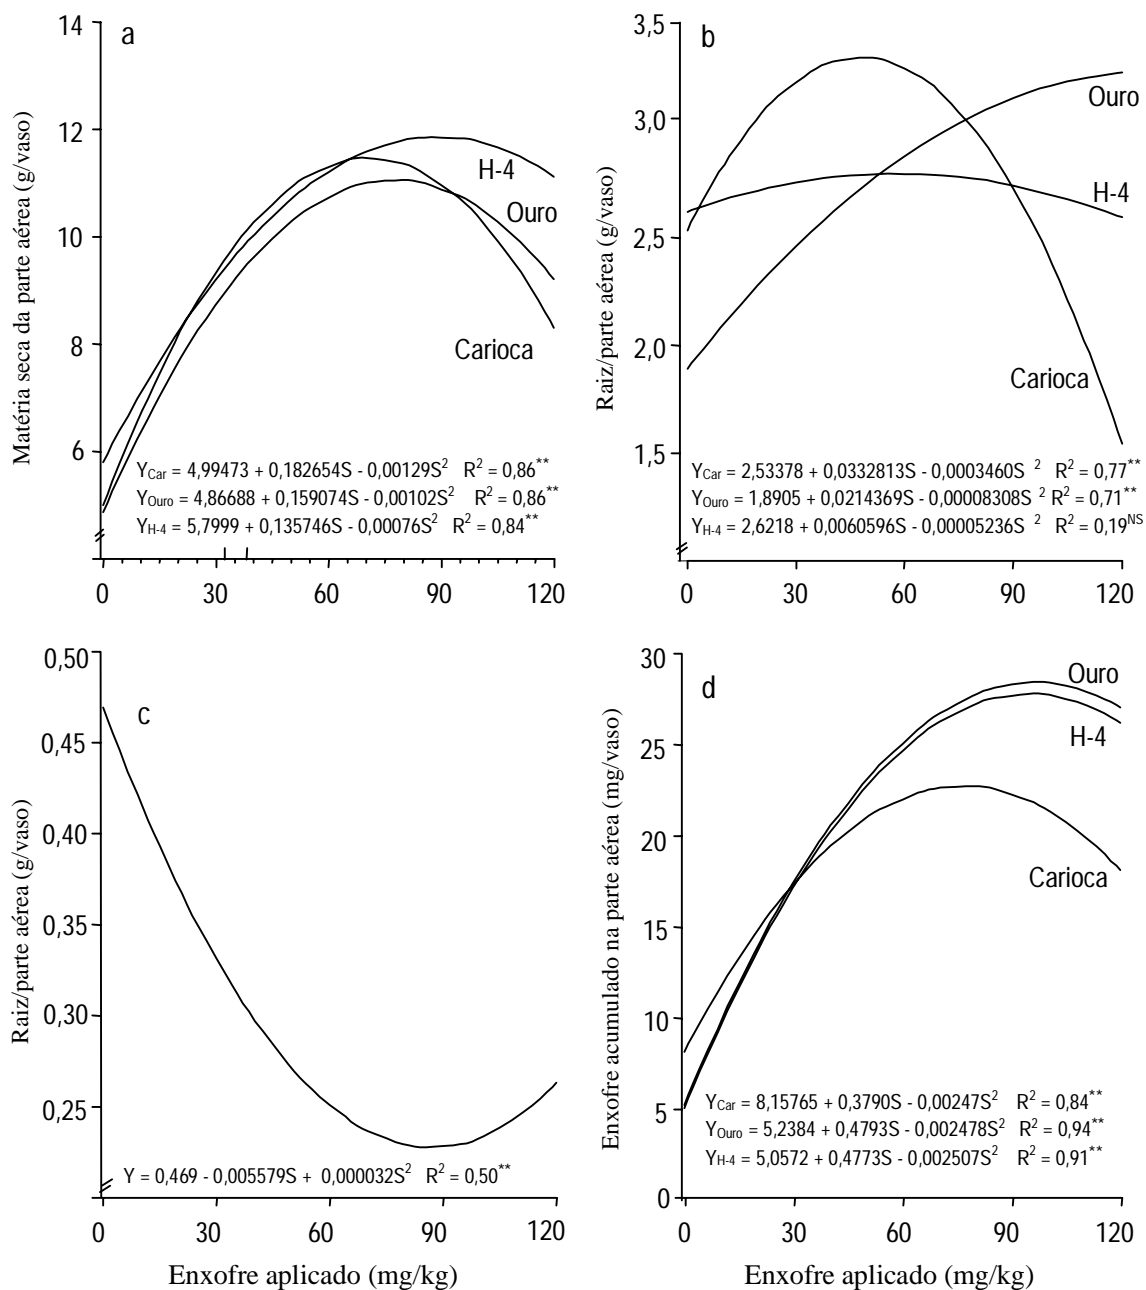 14
12
10
8
6
a
Matéria seca da parte aérea (g/vaso)
H-4
Ouro
Carioca
Y_Car = 4,99473 + 0,182654S - 0,00129S² R² = 0,86**
Y_Ouro = 4,86688 + 0,159074S - 0,00102S² R² = 0,86**
Y_H-4 = 5,7999 + 0,135746S - 0,00076S² R² = 0,84**
0 30 60 90 120
3,5
3,0
2,5
2,0
1,5
b
Raiz/parte aérea (g/vaso)
Ouro
H-4
Carioca
Y_Car = 2,53378 + 0,0332813S - 0,0003460S ² R² = 0,77**
Y_Ouro = 1,8905 + 0,0214369S - 0,00008308S ² R² = 0,71**
Y_H-4 = 2,6218 + 0,0060596S - 0,00005236S ² R² = 0,19NS
0 30 60 90 120
0,50
0,45
0,40
0,35
0,30
0,25
c
Raiz/parte aérea (g/vaso)
Y = 0,469 - 0,005579S + 0,000032S² R² = 0,50**
0 30 60 90 120
Enxofre aplicado (mg/kg)
30
25
20
15
10
5
0
d
Enxofre acumulado na parte aérea (mg/vaso)
Ouro
H-4
Carioca
Y_Car = 8,15765 + 0,3790S - 0,00247S² R² = 0,84**
Y_Ouro = 5,2384 + 0,4793S - 0,002478S² R² = 0,94**
Y_H-4 = 5,0572 + 0,4773S - 0,002507S² R² = 0,91**
0 30 60 90 120
Enxofre aplicado (mg/kg)